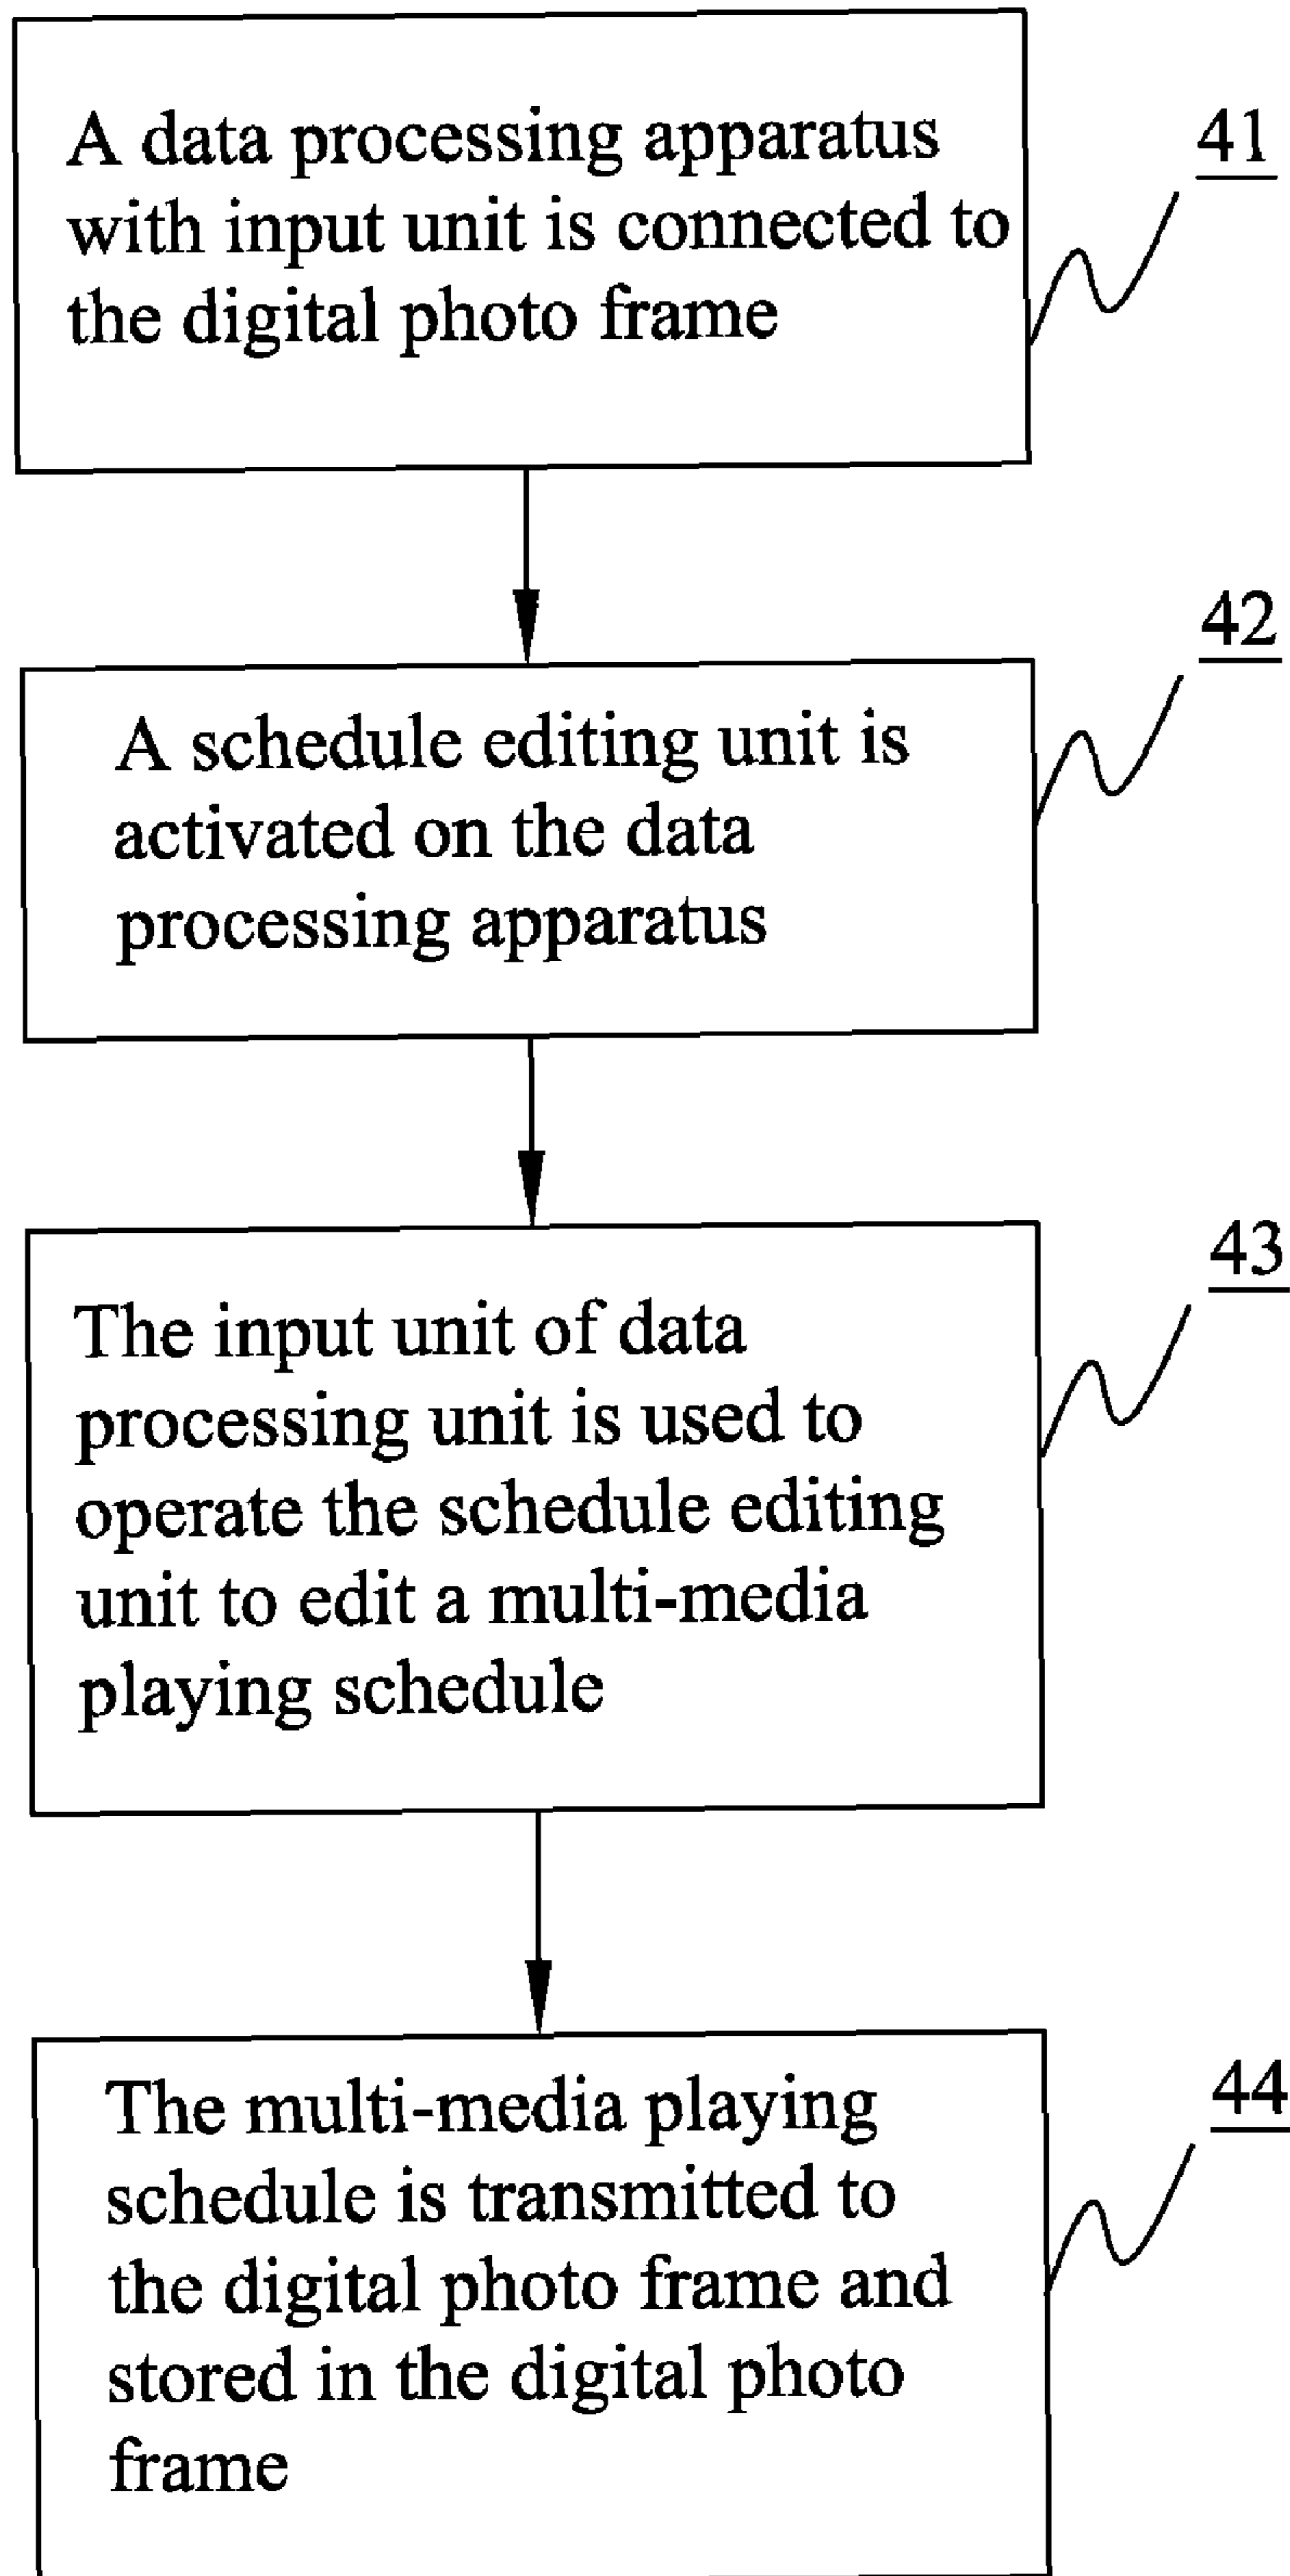 A data processing apparatus
with input unit is connected to
the digital photo frame
41
A schedule editing unit is
activated on the data
processing apparatus
42
The input unit of data
processing unit is used to
operate the schedule editing
unit to edit a multi-media
playing schedule
43
The multi-media playing
schedule is transmitted to
the digital photo frame and
stored in the digital photo
frame
44